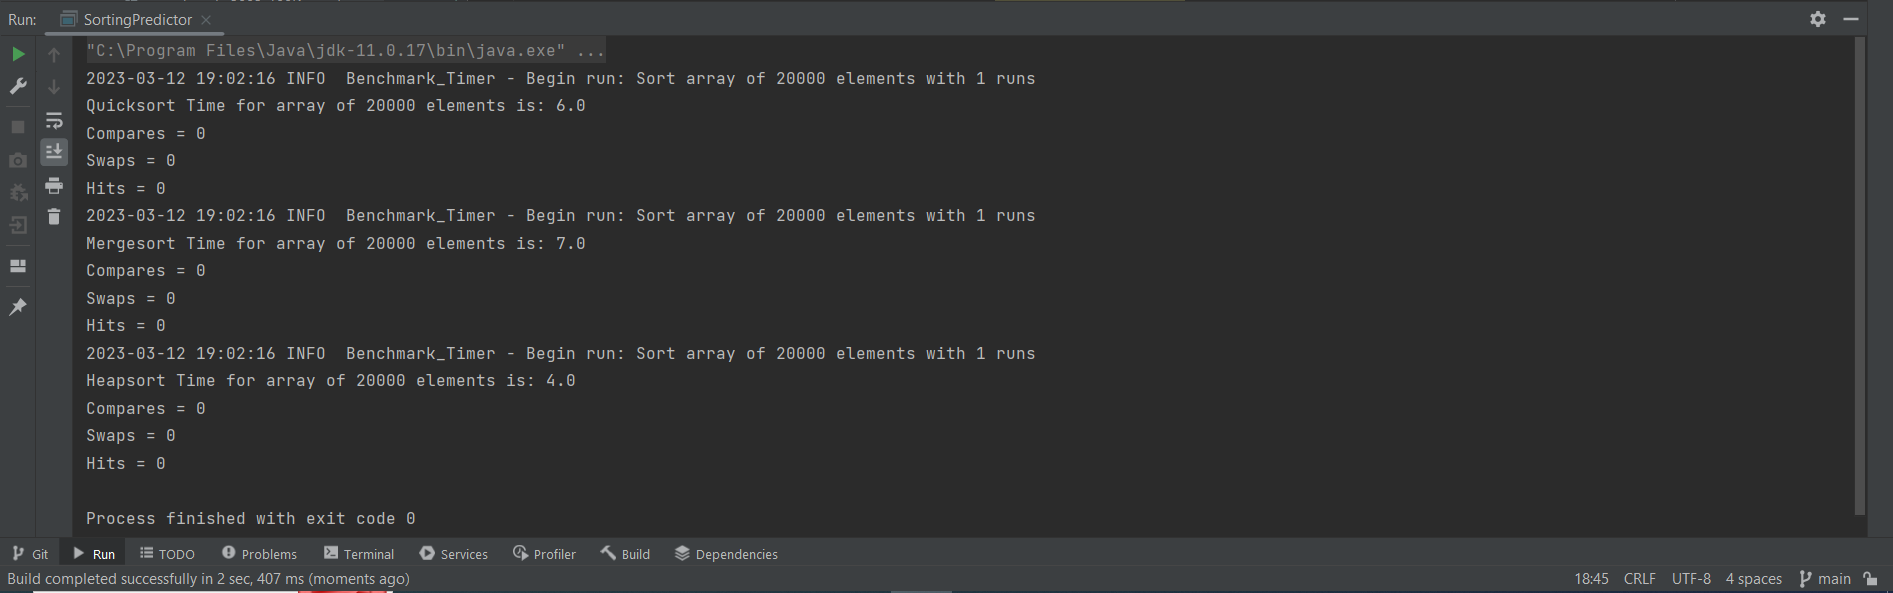 Run: SortingPredictor
"C:\Program Files\Java\jdk-11.0.17\bin\java.exe" ...
2023-03-12 19:02:16 INFO  Benchmark_Timer - Begin run: Sort array of 20000 elements with 1 runs
Quicksort Time for array of 20000 elements is: 6.0
Compares = 0
Swaps = 0
Hits = 0
2023-03-12 19:02:16 INFO  Benchmark_Timer - Begin run: Sort array of 20000 elements with 1 runs
Mergesort Time for array of 20000 elements is: 7.0
Compares = 0
Swaps = 0
Hits = 0
2023-03-12 19:02:16 INFO  Benchmark_Timer - Begin run: Sort array of 20000 elements with 1 runs
Heapsort Time for array of 20000 elements is: 4.0
Compares = 0
Swaps = 0
Hits = 0
Process finished with exit code 0
Git Run TODO Problems Terminal Services Profiler Build Dependencies
Build completed successfully in 2 sec, 407 ms (moments ago) 18:45 CRLF UTF-8 4 spaces main